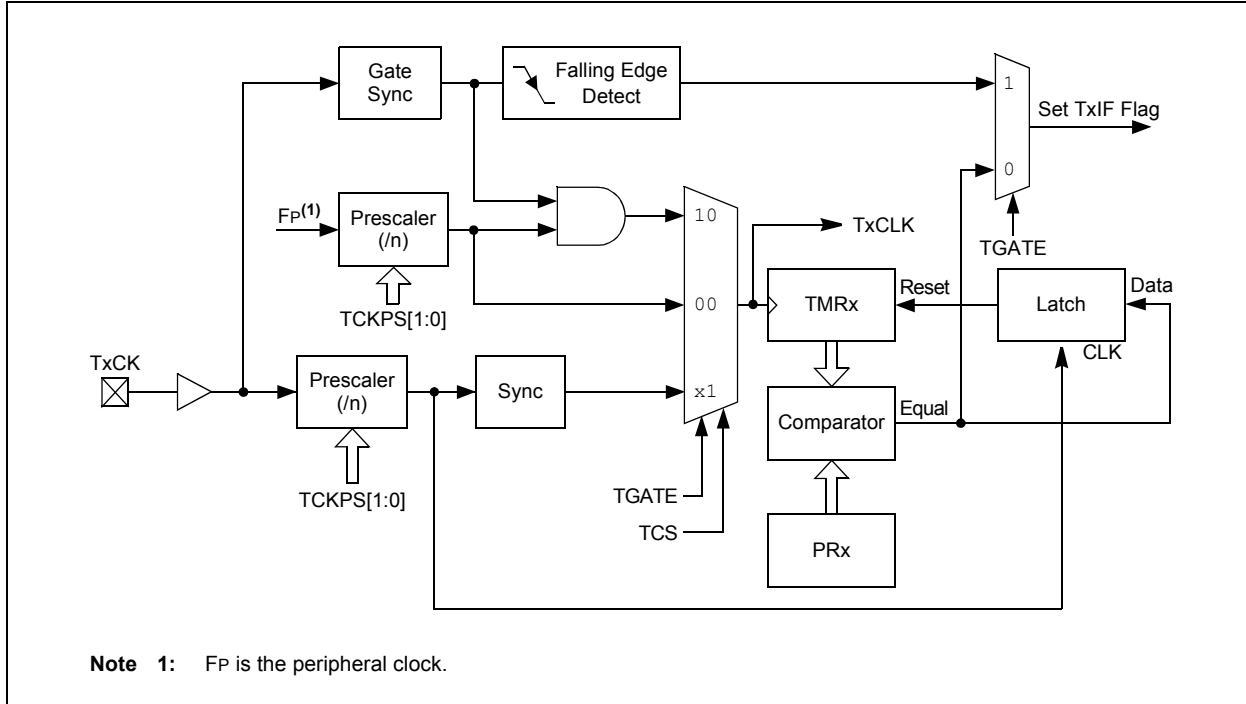 Gate
Sync
Falling Edge
Detect
1
Set TxIF Flag
0
FP(1)
Prescaler
(/n)
10
TxCLK
TGATE
TCKPS[1:0]
00
TMRx
Reset
Latch
Data
CLK
TxCK
Prescaler
(/n)
Sync
x1
Comparator
Equal
TCKPS[1:0]
TGATE
TCS
PRx
Note 1: FP is the peripheral clock.